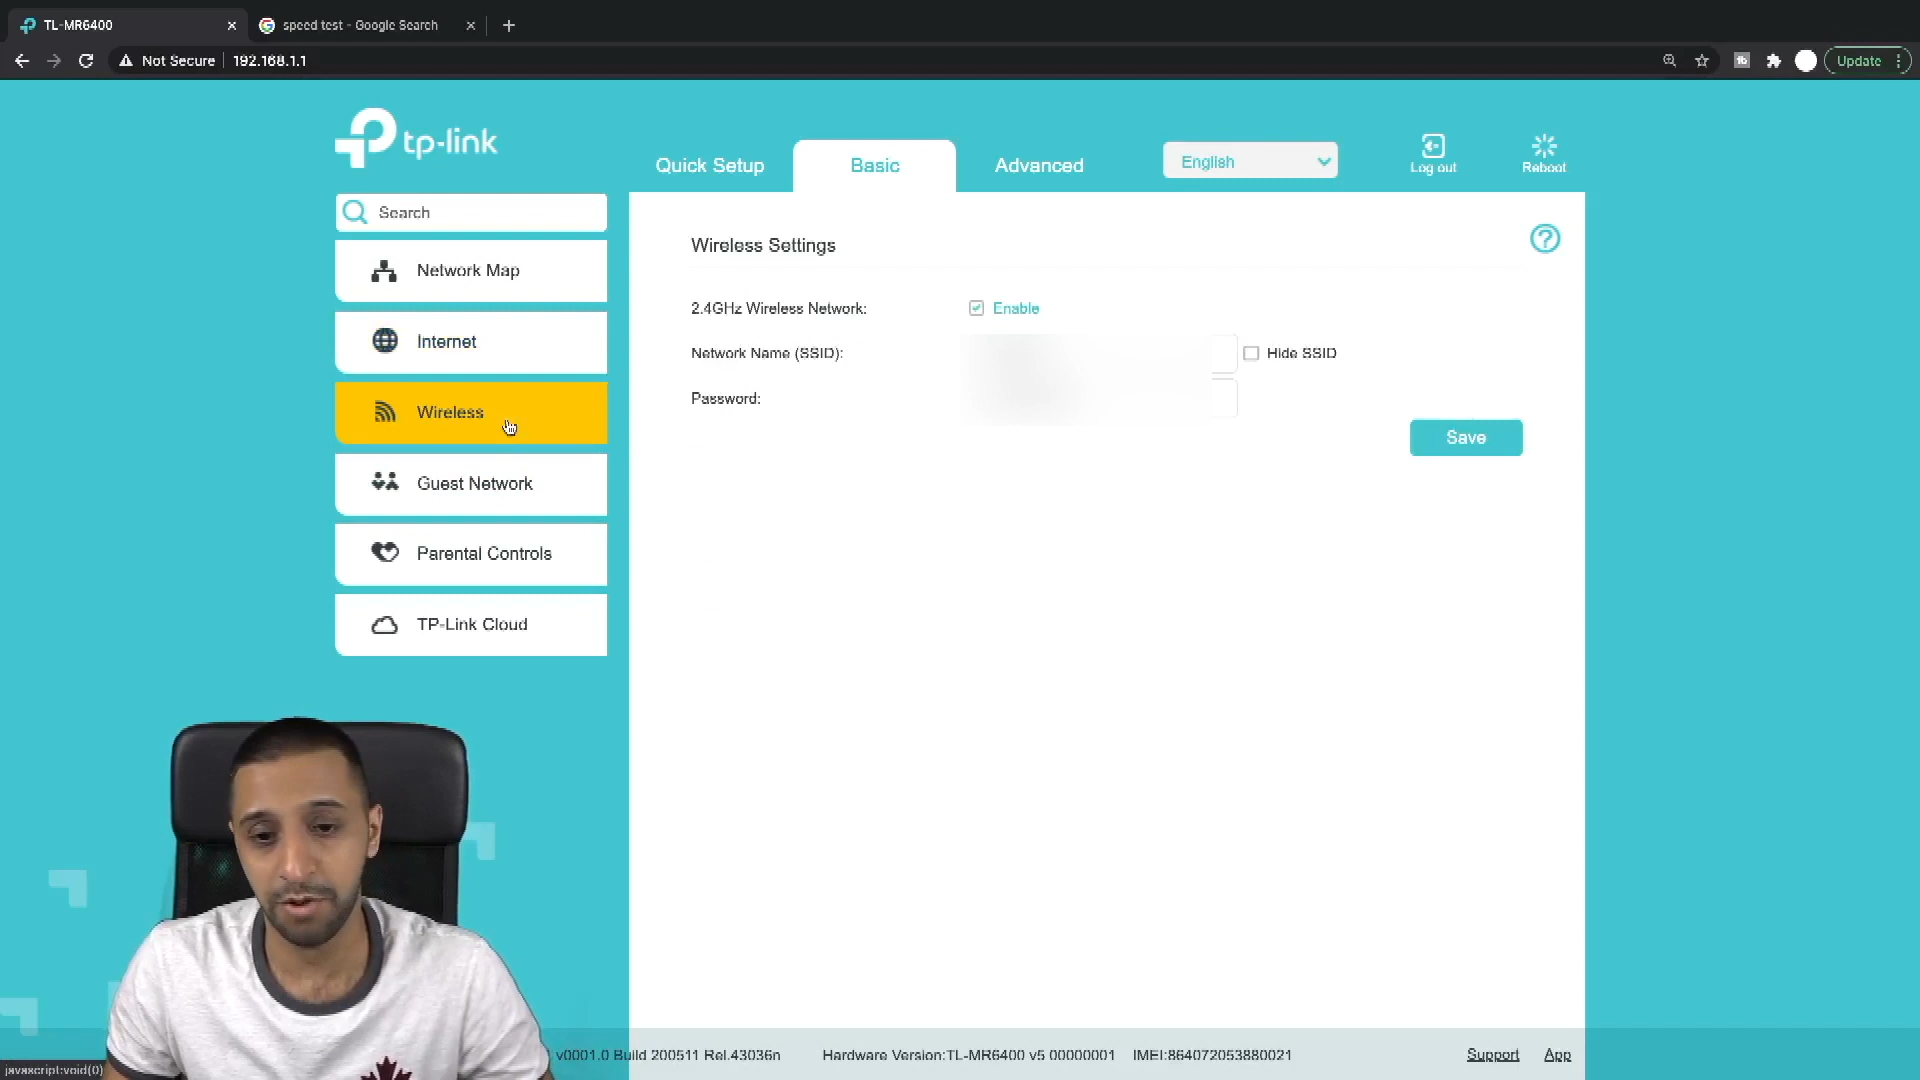 TL-MR6400
speed test - Google Search
Not Secure
192.168.1.1
Update
tp-link
Quick Setup
Basic
Advanced
English
Log out
Reboot
Search
Network Map
Internet
Wireless
Guest Network
Parental Controls
TP-Link Cloud
Wireless Settings
2.4GHz Wireless Network:
Enable
Network Name (SSID):
Hide SSID
Password:
Save
v0001.0 Build 200511 Rel.43036n
Hardware Version:TL-MR6400 v5 00000001
IMEI:864072053880021
Support
App
javascript:void(0)